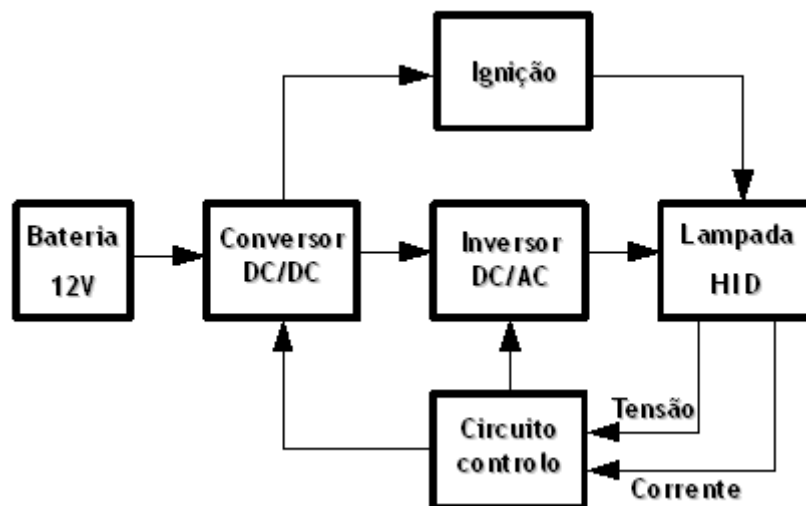 Ignição
Bateria
12V
Conversor
DC/DC
Inversor
DC/AC
Lampada
HID
Tensão
Circuito
controlo
Corrente